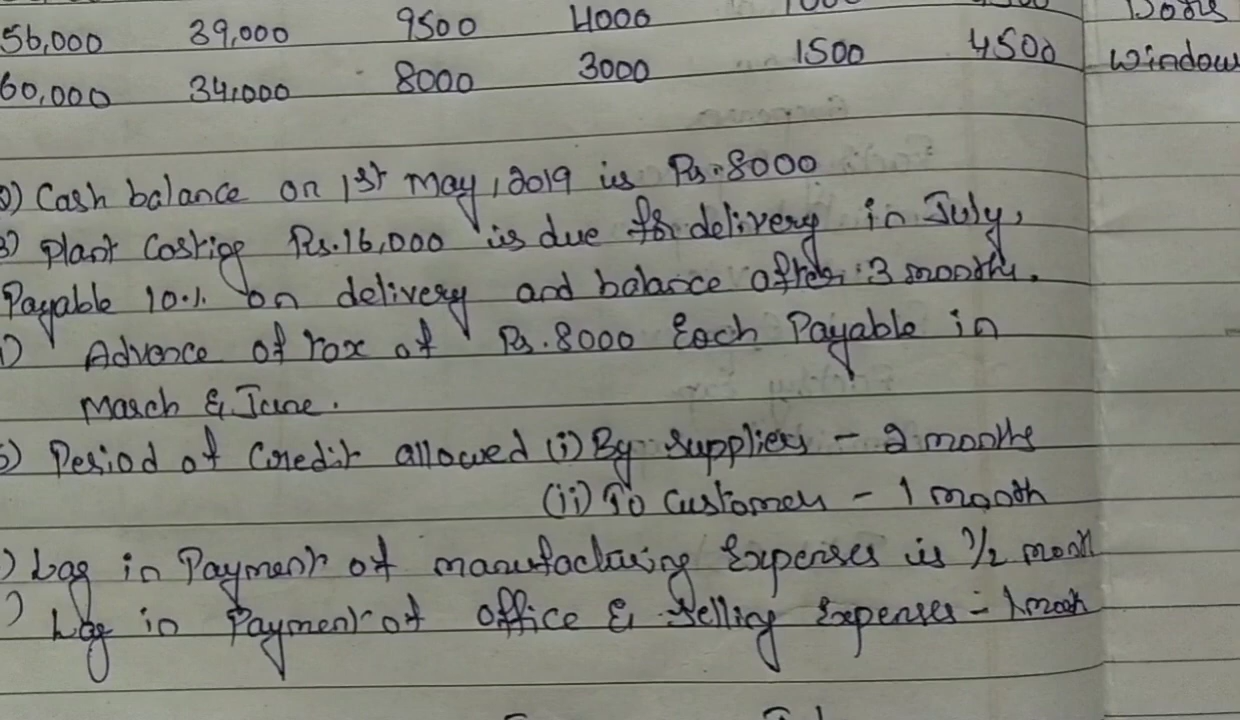 56,000 39,000 9500 4000 Doors
60,000 34,000 8000 3000 1500 4500 window
2) Cash balance on 1st May, 2019 is Rs. 8000
3) Plant Costing Rs. 16,000 is due for delivery in July,
Payable 10% on delivery and balance after 3 months.
) Advance of Tax of Rs. 8000 Each Payable in
March & June.
5) Period of Credit allowed (i) By Suppliers - 2 months
(ii) To Customers - 1 month
) Lag in Payment of manufacturing Expenses is 1/2 month
) Lag in Payment of office & Selling Expenses - 1 month